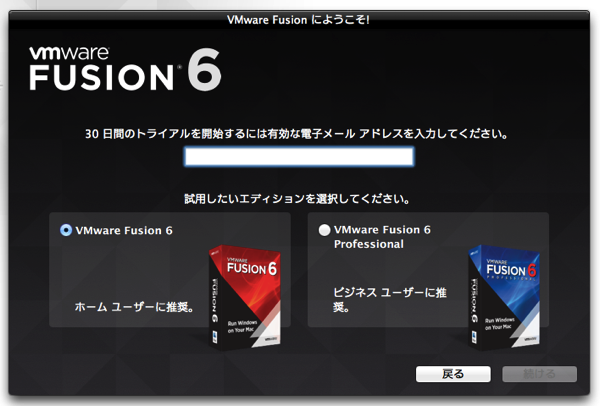 VMware Fusion にようこそ!
vmware
FUSION® 6
30 日間のトライアルを開始するには有効な電子メール アドレスを入力してください。
試用したいエディションを選択してください。
VMware Fusion 6
VMWARE
FUSION 6
FUSION 6
Run Windows
on Your Mac
vmware
ホーム ユーザーに推奨。
VMware Fusion 6
Professional
VMWARE
FUSION 6
PROFESSIONAL
FUSION 6
Run Windows
on Your Mac
vmware
ビジネス ユーザーに推
奨。
戻る
続ける